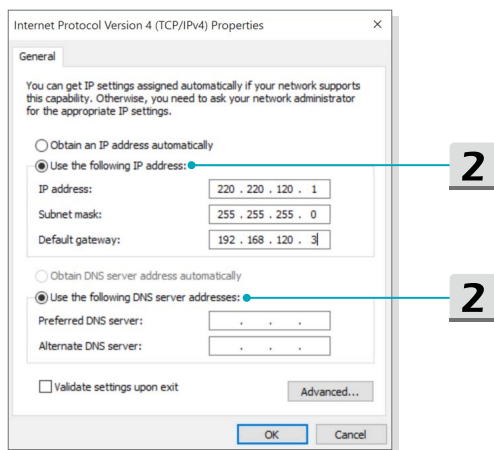 Internet Protocol Version 4 (TCP/IPv4) Properties
General
You can get IP settings assigned automatically if your network supports
this capability. Otherwise, you need to ask your network administrator
for the appropriate IP settings.
Obtain an IP address automatically
Use the following IP address:
2
IP address: 220 . 220 . 120 . 1
Subnet mask: 255 . 255 . 255 . 0
Default gateway: 192 . 168 . 120 . 3
Obtain DNS server address automatically
Use the following DNS server addresses:
2
Preferred DNS server: . . .
Alternate DNS server: . . .
Validate settings upon exit
Advanced...
OK Cancel